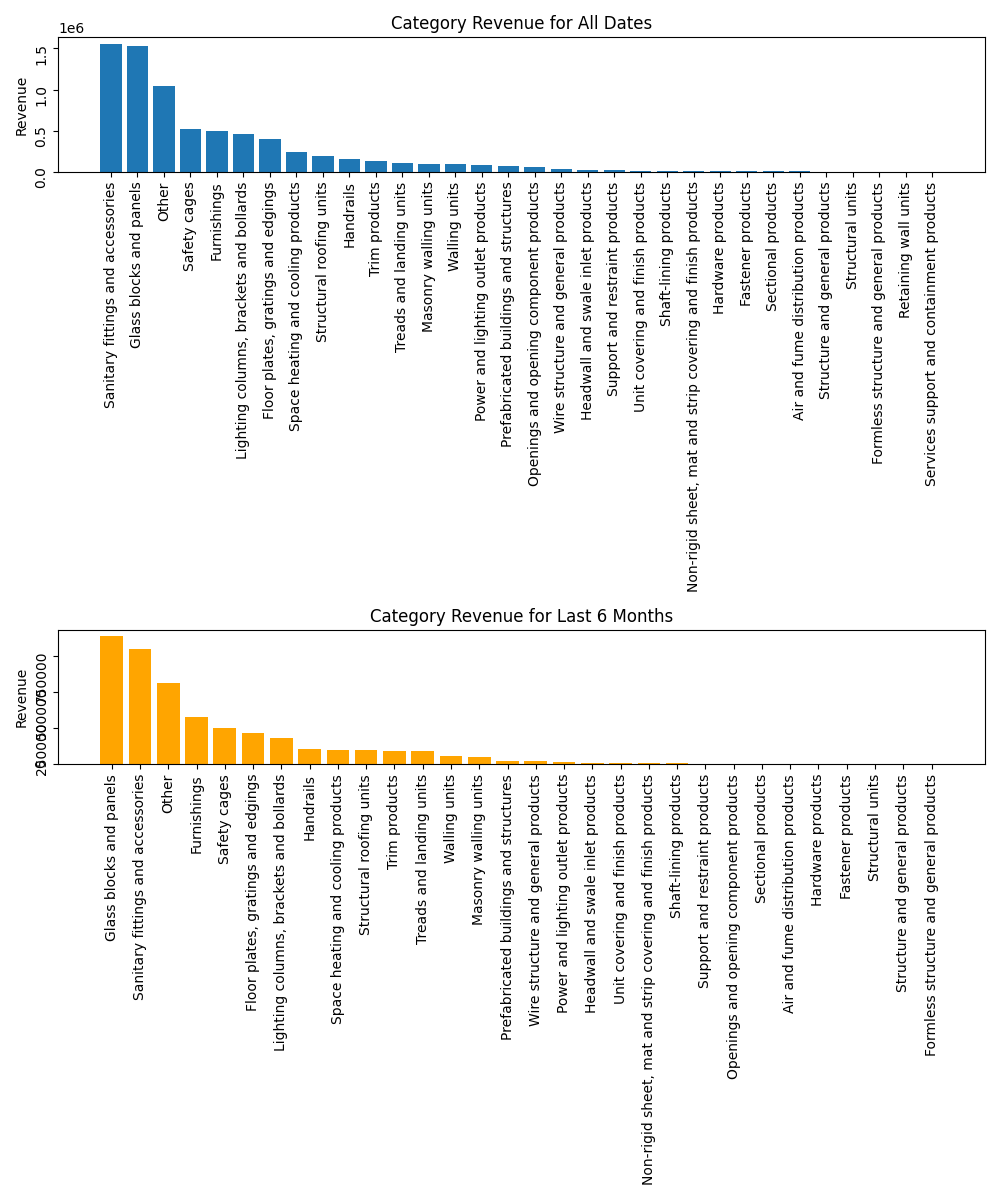 Category Revenue for All Dates
1e6
Revenue
1.5
1.0
0.5
0.0
Sanitary fittings and accessories
Glass blocks and panels
Other
Safety cages
Furnishings
Lighting columns, brackets and bollards
Floor plates, gratings and edgings
Space heating and cooling products
Structural roofing units
Handrails
Trim products
Treads and landing units
Masonry walling units
Walling units
Power and lighting outlet products
Prefabricated buildings and structures
Openings and opening component products
Wire structure and general products
Headwall and swale inlet products
Support and restraint products
Unit covering and finish products
Shaft-lining products
Non-rigid sheet, mat and strip covering and finish products
Hardware products
Fastener products
Sectional products
Air and fume distribution products
Structure and general products
Structural units
Formless structure and general products
Retaining wall units
Services support and containment products
Category Revenue for Last 6 Months
Revenue
750000
500000
250000
0
Glass blocks and panels
Sanitary fittings and accessories
Other
Furnishings
Safety cages
Floor plates, gratings and edgings
Lighting columns, brackets and bollards
Handrails
Space heating and cooling products
Structural roofing units
Trim products
Treads and landing units
Walling units
Masonry walling units
Prefabricated buildings and structures
Wire structure and general products
Power and lighting outlet products
Headwall and swale inlet products
Unit covering and finish products
Non-rigid sheet, mat and strip covering and finish products
Shaft-lining products
Support and restraint products
Openings and opening component products
Sectional products
Air and fume distribution products
Hardware products
Fastener products
Structural units
Structure and general products
Formless structure and general products